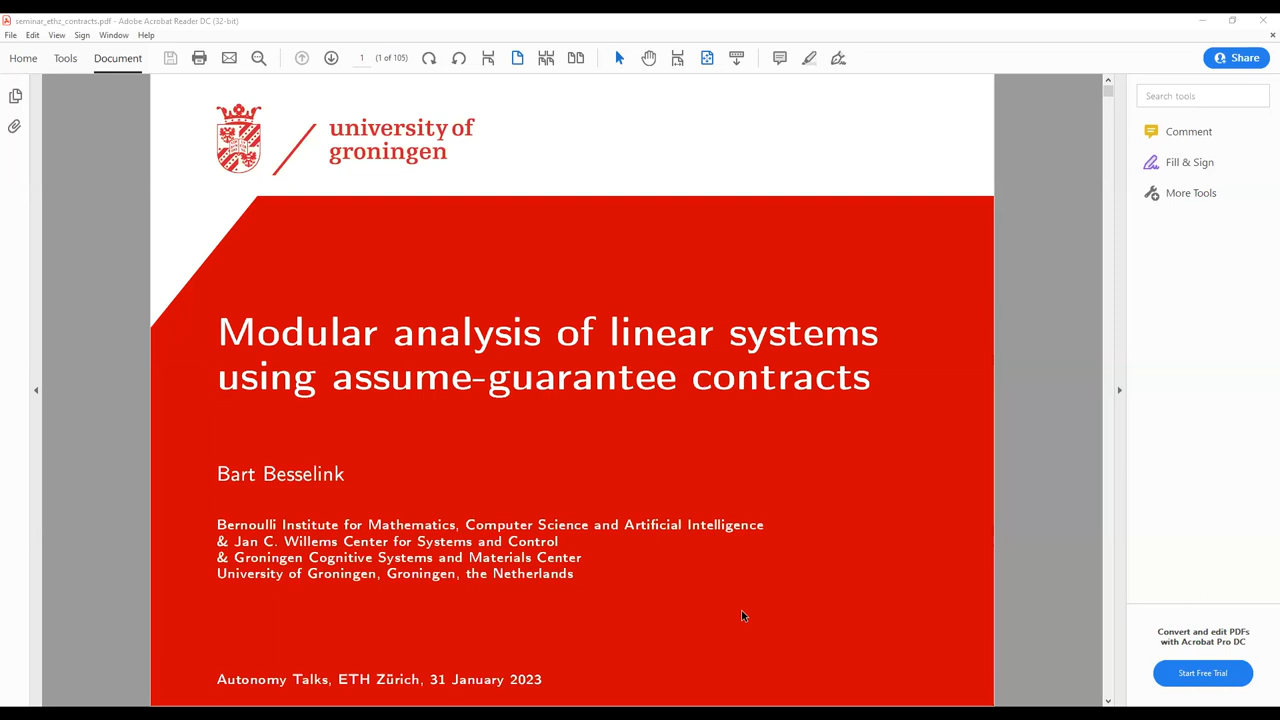 seminar_ethz_contracts.pdf - Adobe Acrobat Reader DC (32-bit)
File Edit View Sign Window Help
Home Tools Document 1 (1 of 105) Share
Search tools
Comment
Fill & Sign
More Tools
university of
groningen
Modular analysis of linear systems
using assume-guarantee contracts
Bart Besselink
Bernoulli Institute for Mathematics, Computer Science and Artificial Intelligence
& Jan C. Willems Center for Systems and Control
& Groningen Cognitive Systems and Materials Center
University of Groningen, Groningen, the Netherlands
Autonomy Talks, ETH Zürich, 31 January 2023
Convert and edit PDFs
with Acrobat Pro DC
Start Free Trial